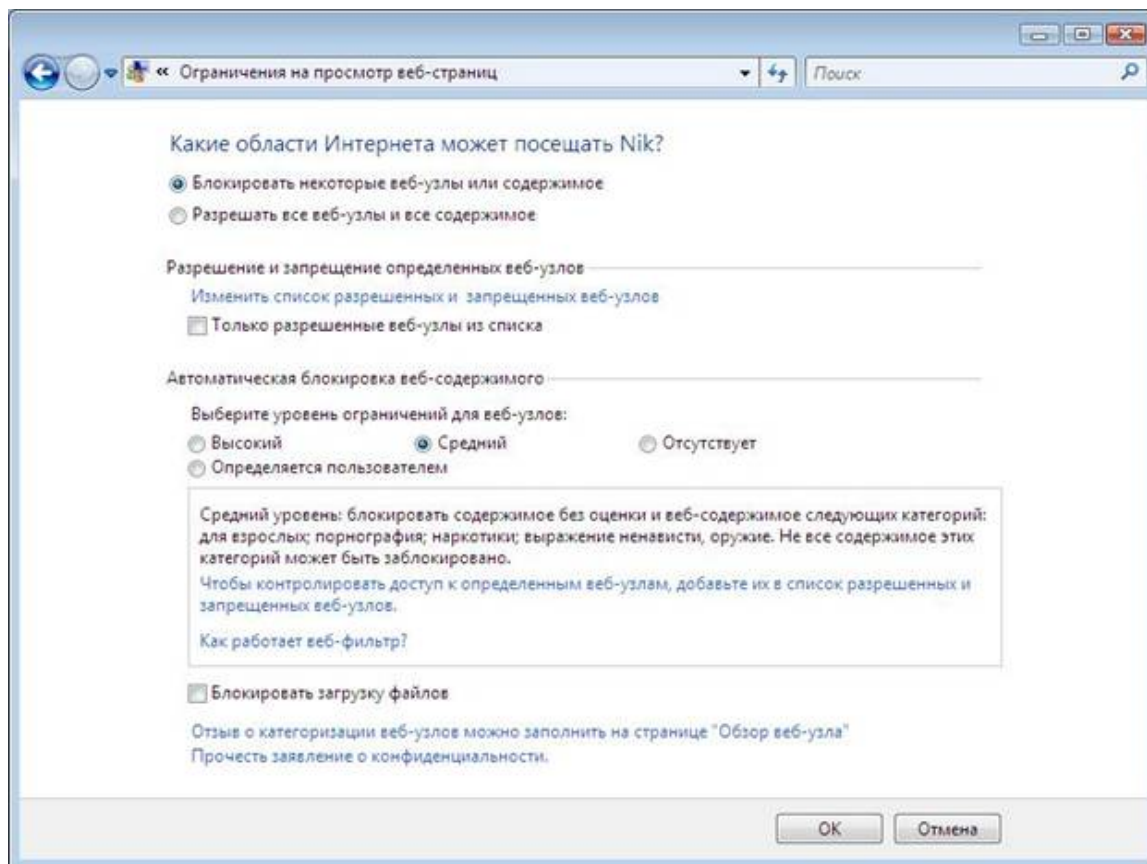 « Ограничения на просмотр веб-страниц
Поиск
Какие области Интернета может посещать Nik?
Блокировать некоторые веб-узлы или содержимое
Разрешать все веб-узлы и все содержимое
Разрешение и запрещение определенных веб-узлов
Изменить список разрешенных и запрещенных веб-узлов
Только разрешенные веб-узлы из списка
Автоматическая блокировка веб-содержимого
Выберите уровень ограничений для веб-узлов:
Высокий Средний Отсутствует
Определяется пользователем
Средний уровень: блокировать содержимое без оценки и веб-содержимое следующих категорий:
для взрослых; порнография; наркотики; выражение ненависти, оружие. Не все содержимое этих
категорий может быть заблокировано.
Чтобы контролировать доступ к определенным веб-узлам, добавьте их в список разрешенных и
запрещенных веб-узлов.
Как работает веб-фильтр?
Блокировать загрузку файлов
Отзыв о категоризации веб-узлов можно заполнить на странице "Обзор веб-узла"
Прочесть заявление о конфиденциальности.
ОК Отмена